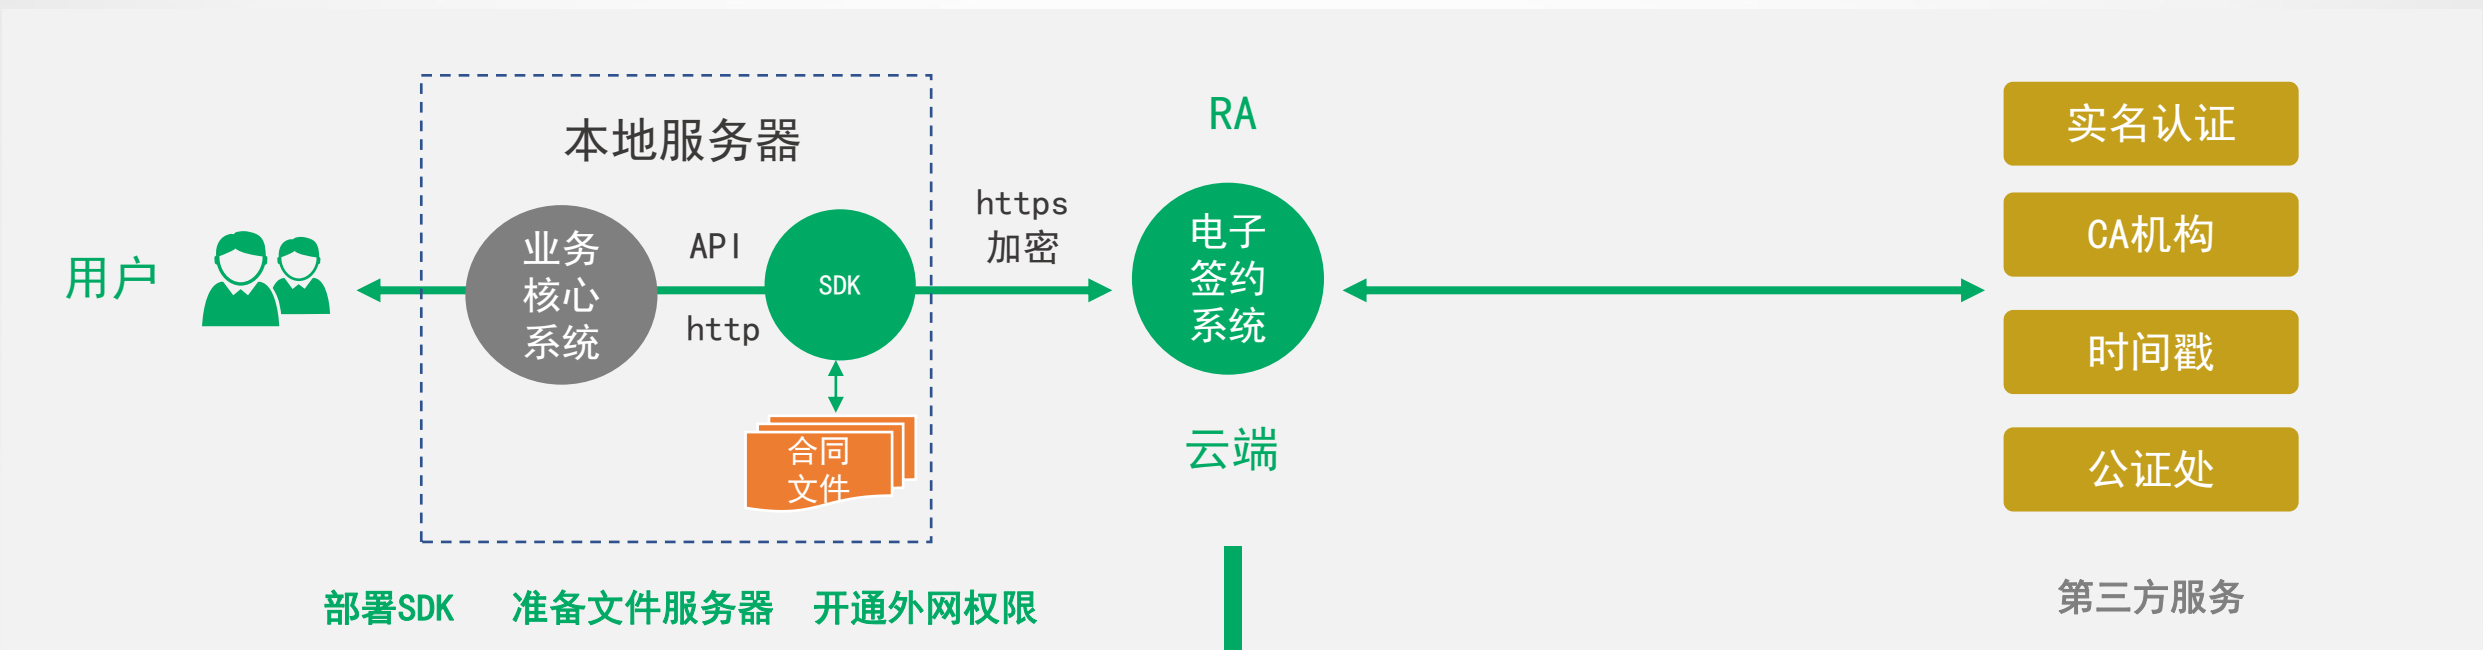 用户
本地服务器
业务
核心
系统
API
http
SDK
合同
文件
https
加密
RA
电子
签约
系统
云端
实名认证
CA机构
时间戳
公证处
第三方服务
部署SDK 准备文件服务器 开通外网权限